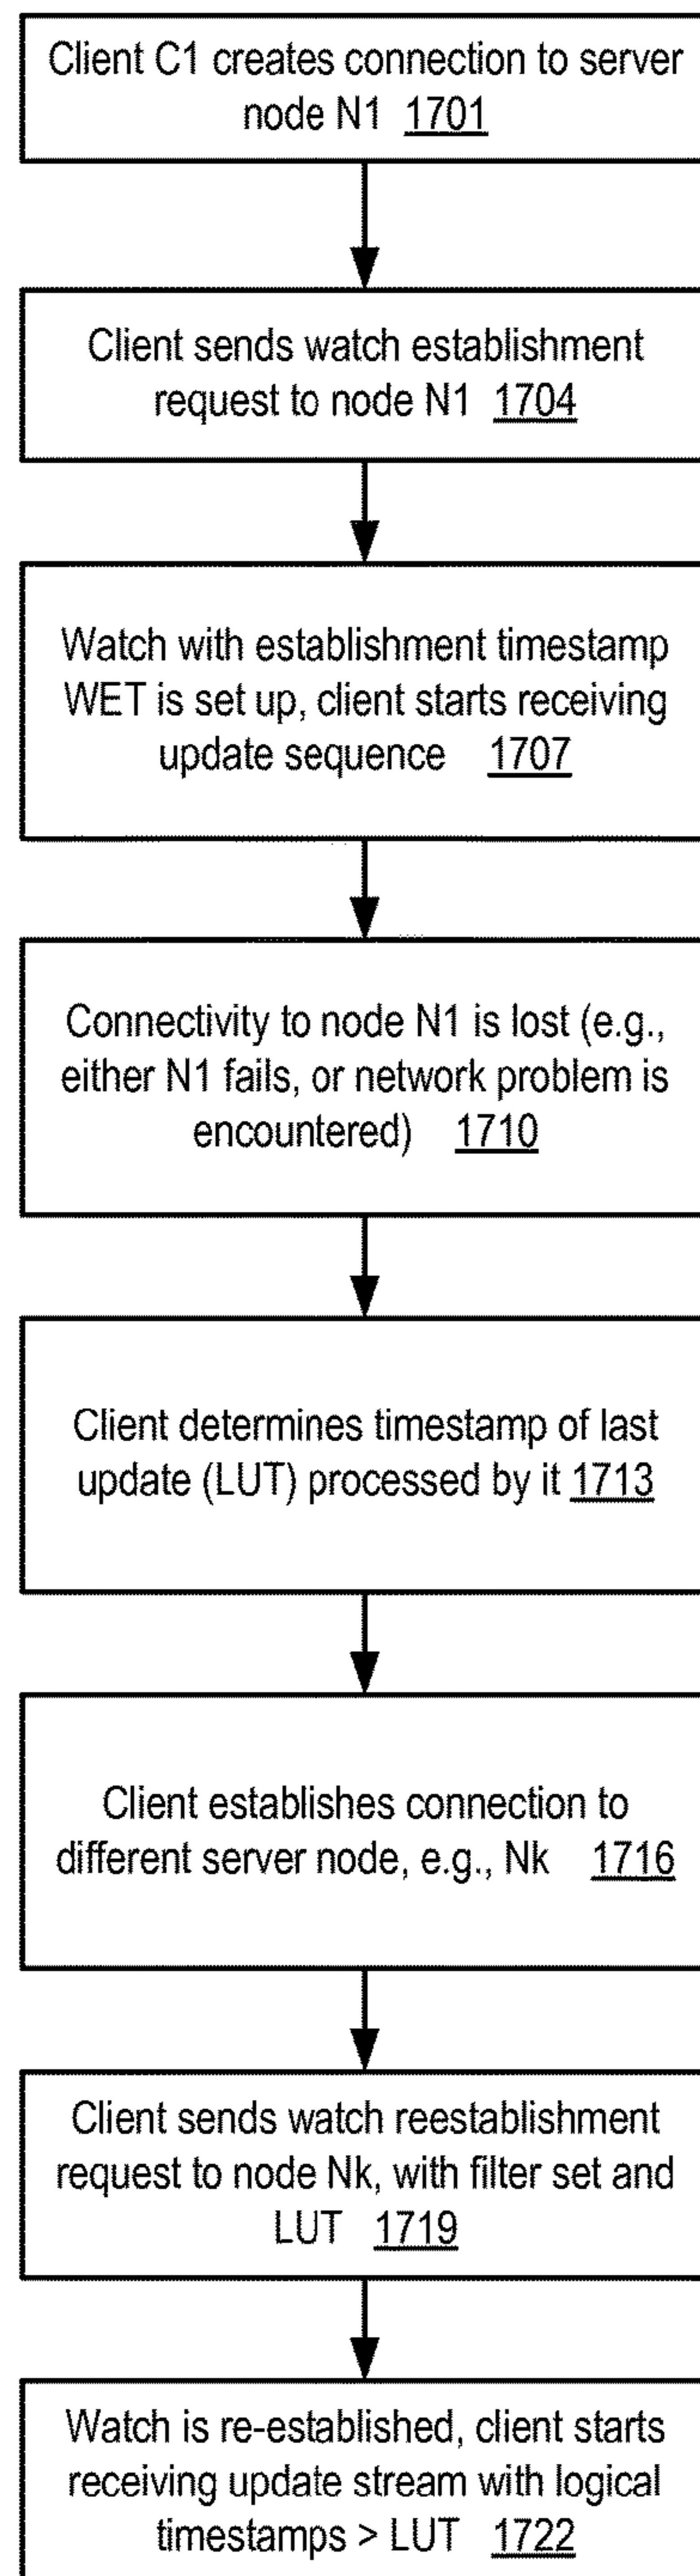 Client C1 creates connection to server
node N1 1701
Client sends watch establishment
request to node N1 1704
Watch with establishment timestamp
WET is set up, client starts receiving
update sequence 1707
Connectivity to node N1 is lost (e.g.,
either N1 fails, or network problem is
encountered) 1710
Client determines timestamp of last
update (LUT) processed by it 1713
Client establishes connection to
different server node, e.g., Nk 1716
Client sends watch reestablishment
request to node Nk, with filter set and
LUT 1719
Watch is re-established, client starts
receiving update stream with logical
timestamps > LUT 1722